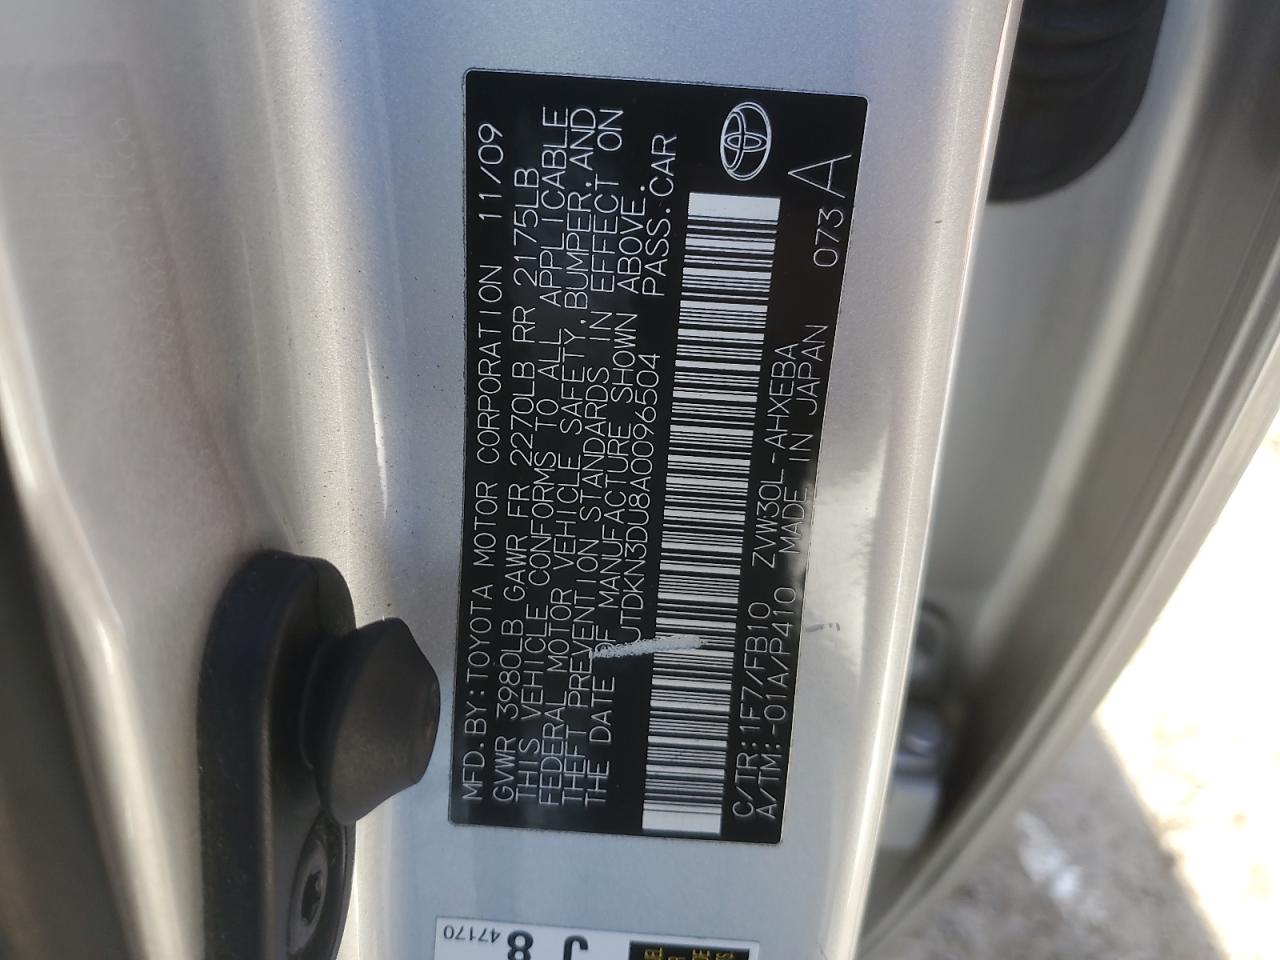 MFD.BY:TOYOTA MOTOR CORPORATION 11/09
GVWR 3980LB GAWR FR 2270LB RR 2175LB
THIS VEHICLE CONFORMS TO ALL APPLICABLE
FEDERAL MOTOR VEHICLE SAFETY,BUMPER,AND
THEFT PREVENTION STANDARDS IN EFFECT ON
THE DATE OF MANUFACTURE SHOWN ABOVE.
JTDKN3DU8A0096504 PASS.CAR
C/TR:1F7/FB10 ZVW30L-AHXEBA 073 A
A/TM:-01A/P410 MADE IN JAPAN
47170
J 8